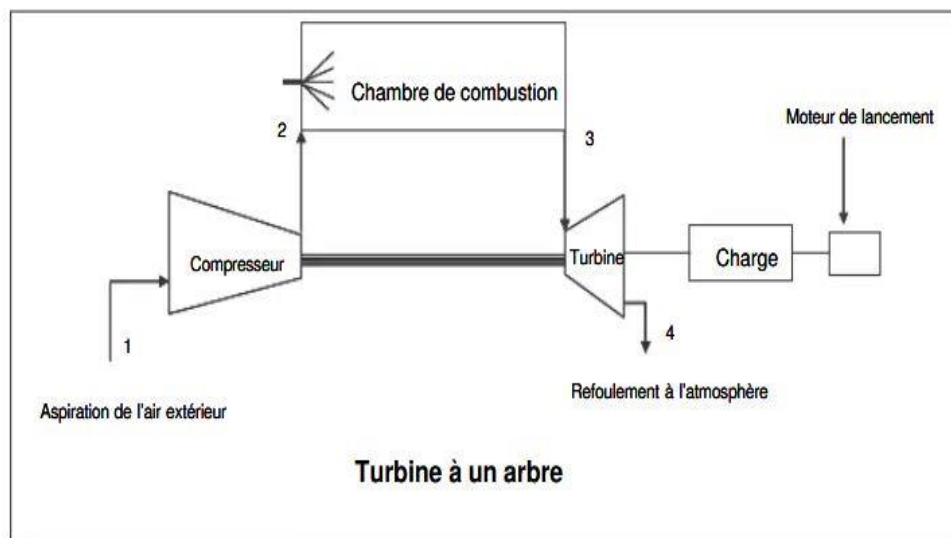 Chambre de combustion
Moteur de lancement
2
3
Compresseur
Turbine
Charge
1
4
Aspiration de l'air extérieur
Refoulement à l'atmosphère
Turbine à un arbre